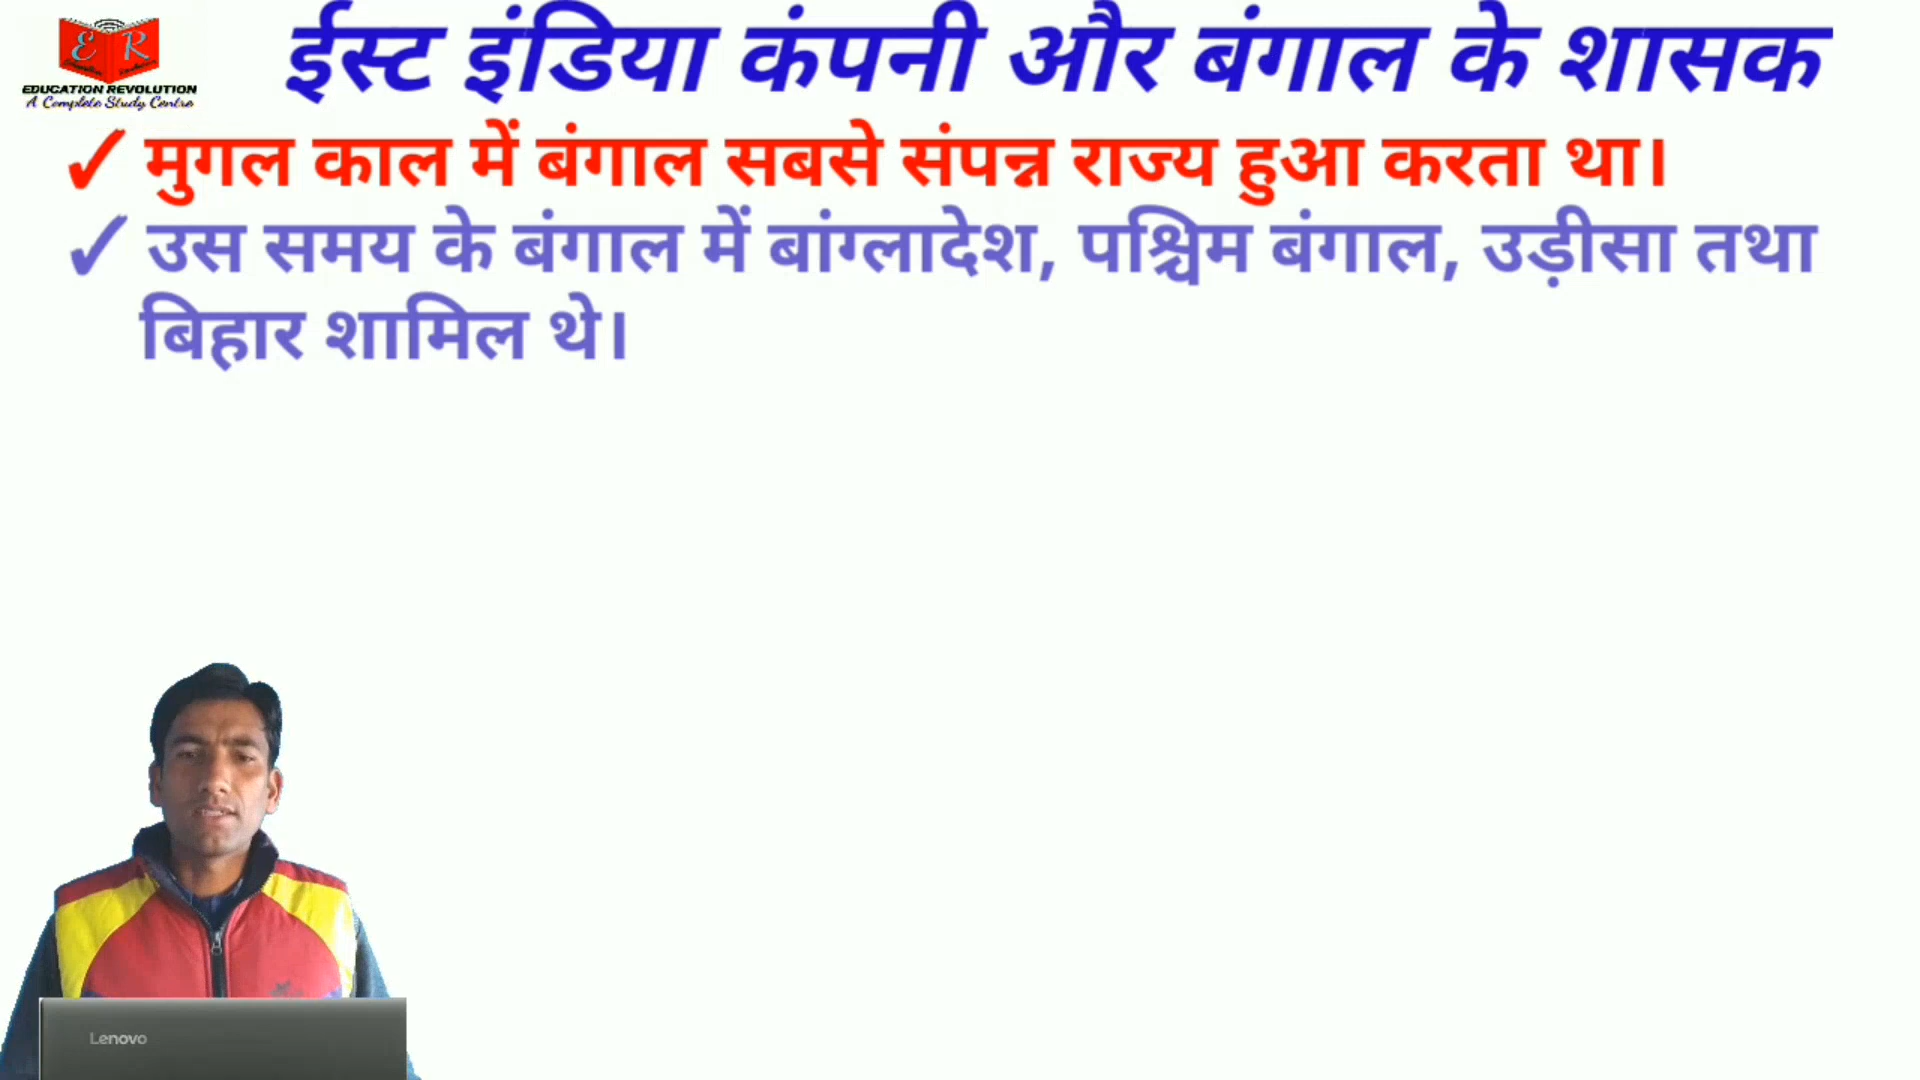 E R
EDUCATION REVOLUTION
A Complete Study Centre
ईस्ट इंडिया कंपनी और बंगाल के शासक
✓ मुगल काल में बंगाल सबसे संपन्न राज्य हुआ करता था।
✓ उस समय के बंगाल में बांग्लादेश, पश्चिम बंगाल, उड़ीसा तथा
बिहार शामिल थे।
Lenovo